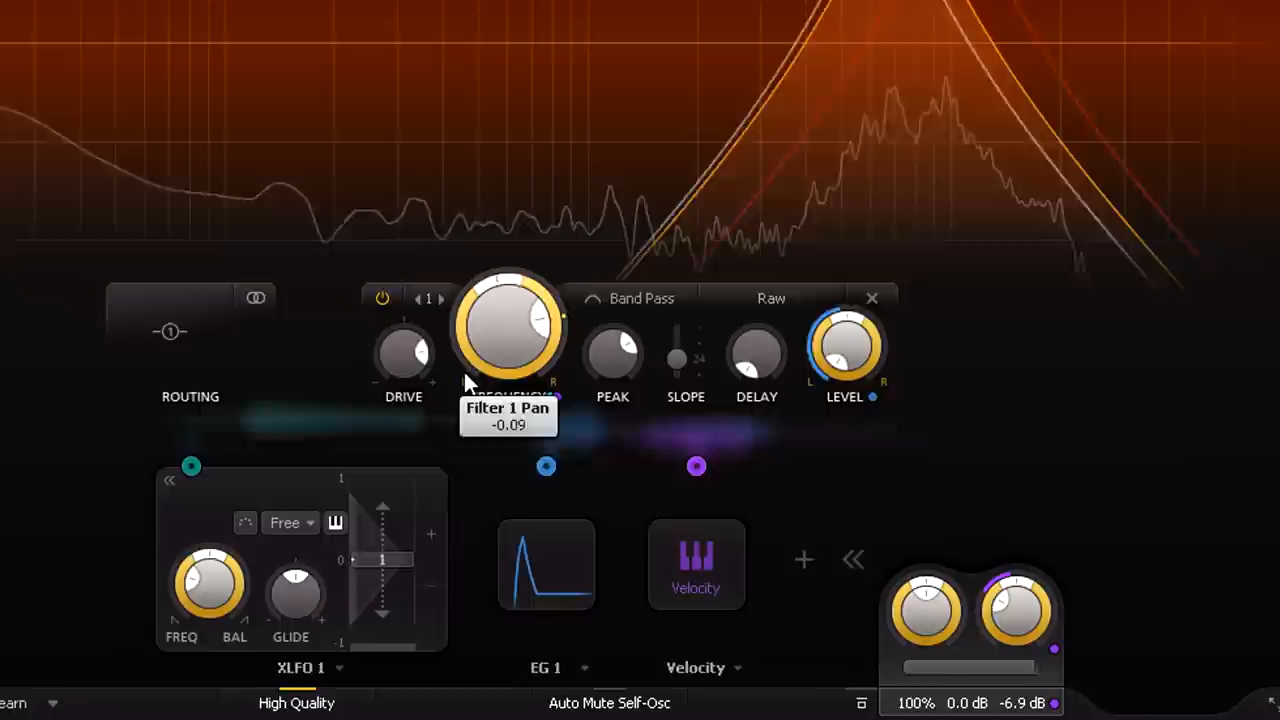 1 Band Pass Raw
1
24
L R
R
ROUTING DRIVE PEAK SLOPE DELAY LEVEL
Filter 1 Pan
-0.09
1
Free
0 1
-1
FREQ BAL GLIDE
Velocity
XLFO 1 EG 1 Velocity
earn High Quality Auto Mute Self-Osc 100% 0.0 dB -6.9 dB